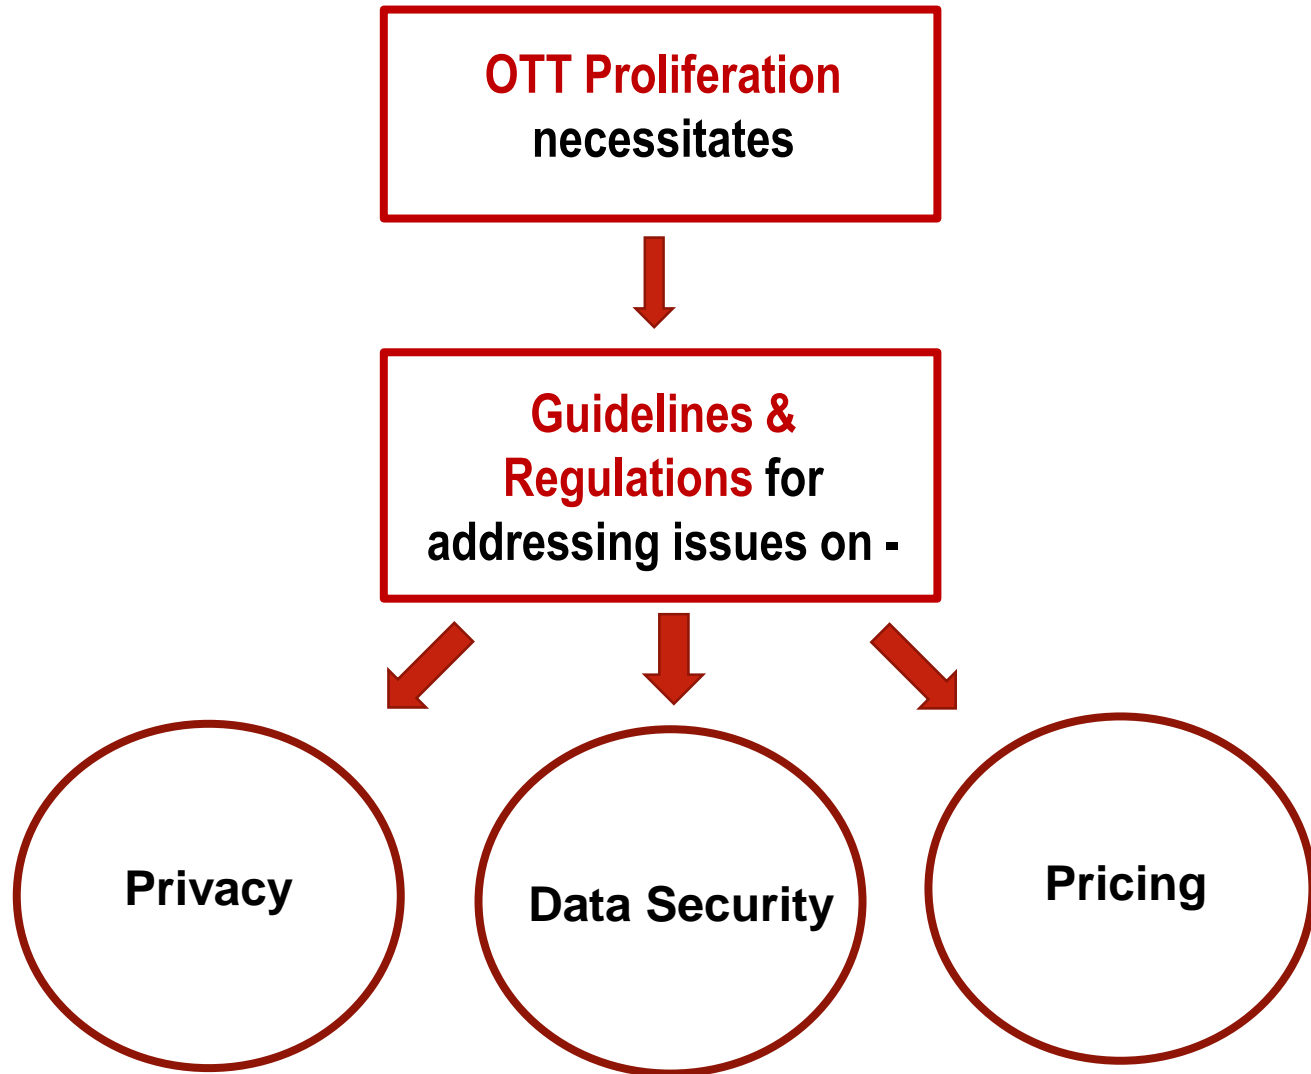 OTT Proliferation
necessitates
Guidelines &
Regulations for
addressing issues on -
Privacy
Data Security
Pricing